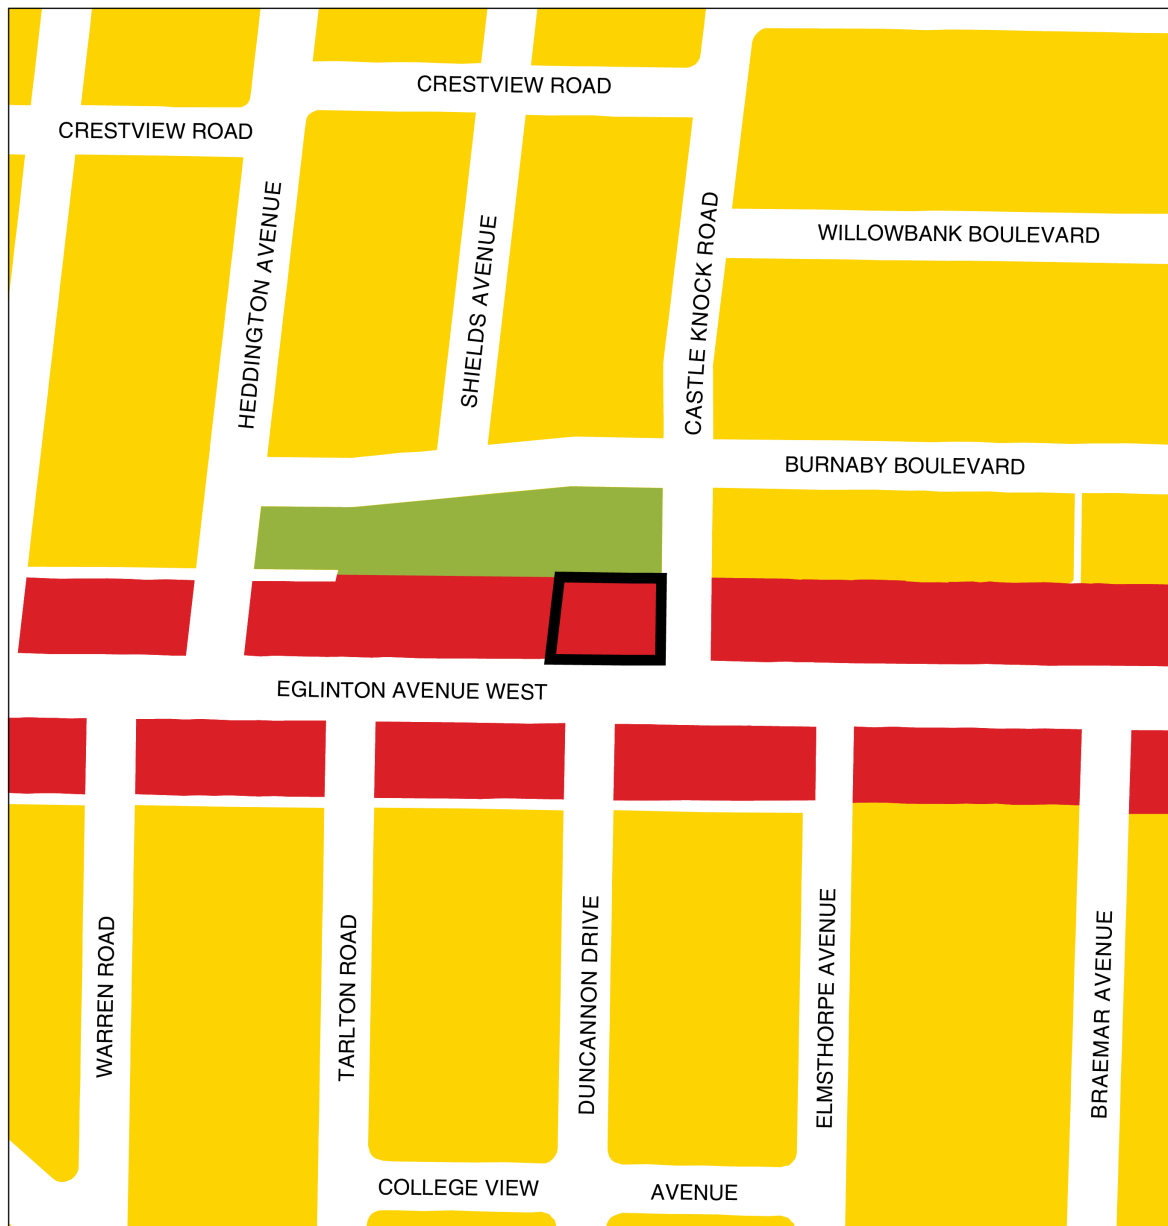 CRESTVIEW ROAD
CRESTVIEW ROAD
HEDDINGTON AVENUE
SHIELDS AVENUE
CASTLE KNOCK ROAD
WILLOWBANK BOULEVARD
BURNABY BOULEVARD
EGLINTON AVENUE WEST
WARREN ROAD
TARLTON ROAD
DUNCANNON DRIVE
ELMSTHORPE AVENUE
BRAEMAR AVENUE
COLLEGE VIEW AVENUE